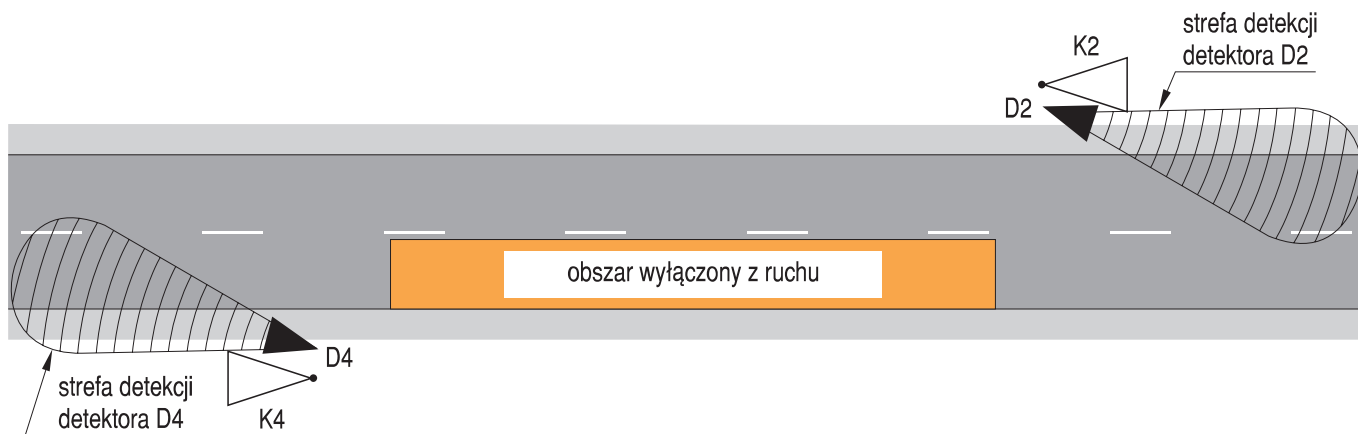 strefa detekcji
detektora D2
K2
D2
obszar wyłączony z ruchu
D4
strefa detekcji
detektora D4
K4